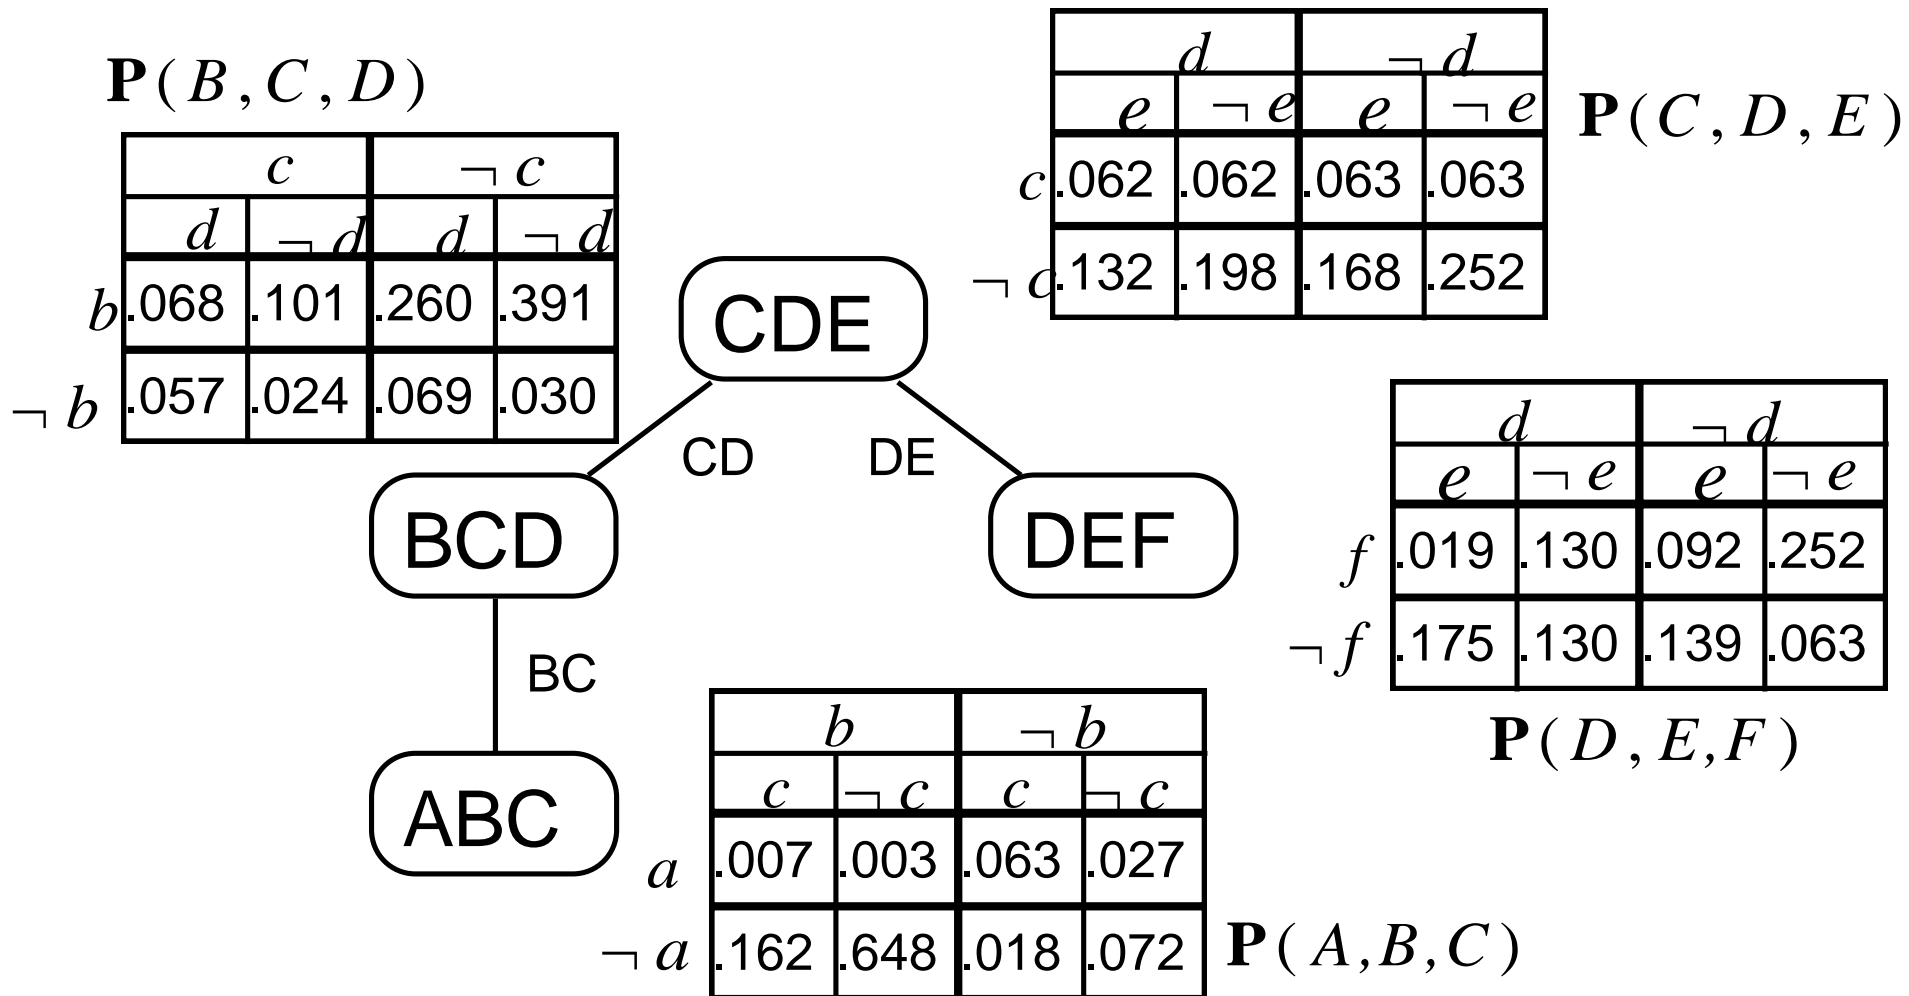 P(B,C,D)
c ¬ c
d ¬ d d ¬ d
b .068 .101 .260 .391
¬ b .057 .024 .069 .030
d ¬ d
e ¬ e e ¬ e
c .062 .062 .063 .063
¬ c .132 .198 .168 .252
P(C,D,E)
CDE
CD DE
BCD
DEF
BC
ABC
d ¬ d
e ¬ e e ¬ e
f .019 .130 .092 .252
¬ f .175 .130 .139 .063
P(D,E,F)
b ¬ b
c ¬ c c ¬ c
a .007 .003 .063 .027
¬ a .162 .648 .018 .072
P(A,B,C)